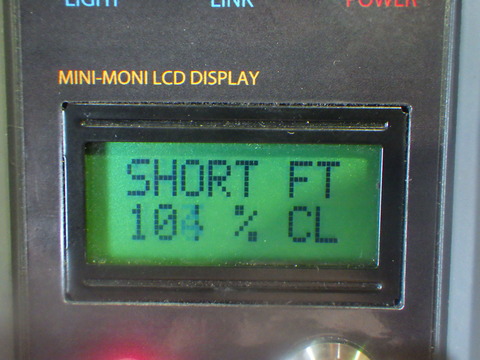 LIGHT LINK POWER
MINI-MONI LCD DISPLAY
SHORT FT
104 % CL